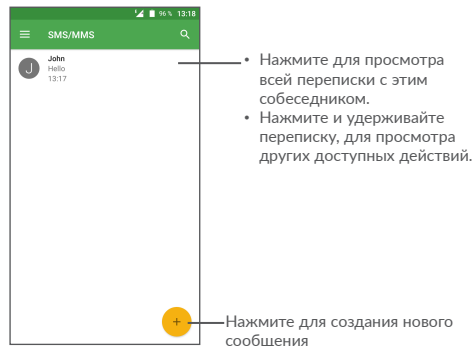 96 % 13:18
SMS/MMS
John
J
Hello
13:17
• Нажмите для просмотра
всей переписки с этим
собеседником.
• Нажмите и удерживайте
переписку, для просмотра
других доступных действий.
+
Нажмите для создания нового
сообщения